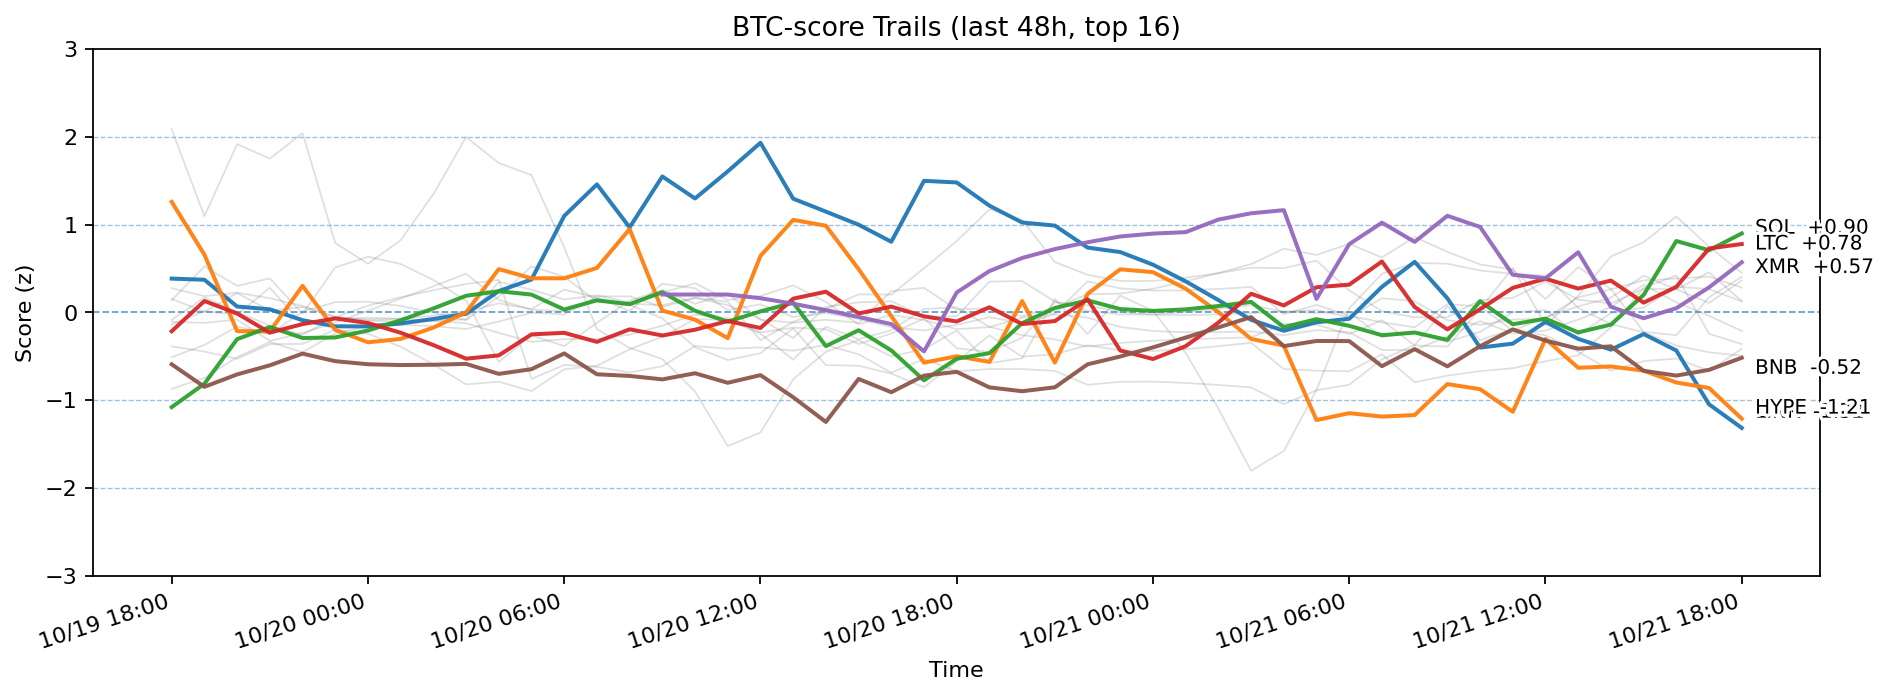 BTC-score Trails (last 48h, top 16)
Score (z)
3
2
1
0
−1
−2
−3
SOL +0.90
LTC +0.78
XMR +0.57
BNB -0.52
HYPE -1.21
10/19 18:00
10/20 00:00
10/20 06:00
10/20 12:00
10/20 18:00
10/21 00:00
10/21 06:00
10/21 12:00
10/21 18:00
Time